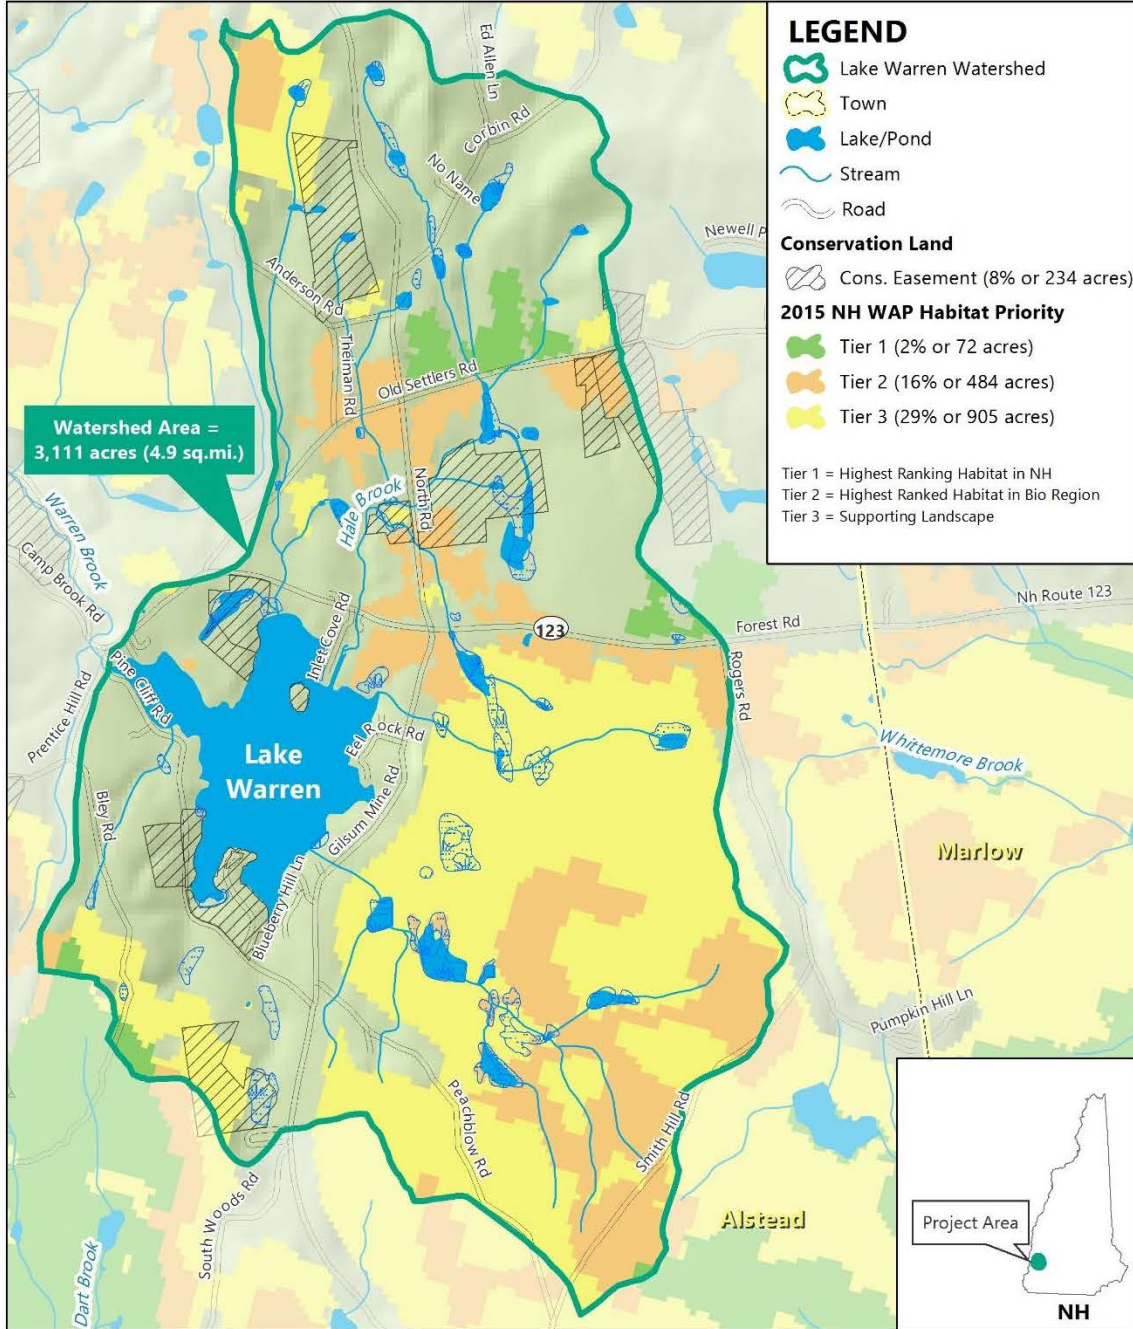 LEGEND
Lake Warren Watershed
Town
Lake/Pond
Stream
Road
Conservation Land
Cons. Easement (8% or 234 acres)
2015 NH WAP Habitat Priority
Tier 1 (2% or 72 acres)
Tier 2 (16% or 484 acres)
Tier 3 (29% or 905 acres)
Tier 1 = Highest Ranking Habitat in NH
Tier 2 = Highest Ranked Habitat in Bio Region
Tier 3 = Supporting Landscape
Ed Allen Ln
Corbin Rd
No Name
Newell P
Anderson Rd
Theiman Rd
Old Settlers Rd
Watershed Area =
3,111 acres (4.9 sq.mi.)
North Rd
Hale Brook
Warren Brook
Camp Brook Rd
Inlet Cove Rd
123
Forest Rd
Nh Route 123
Pine Cliff Rd
Prentice Hill Rd
Rogers Rd
Eel Rock Rd
Whittemore Brook
Lake
Warren
Gilsum Mine Rd
Bley Rd
Marlow
Blueberry Hill Ln
Pumpkin Hill Ln
Peachblow Rd
Smith Hill Rd
South Woods Rd
Alstead
Dart Brook
Project Area
NH